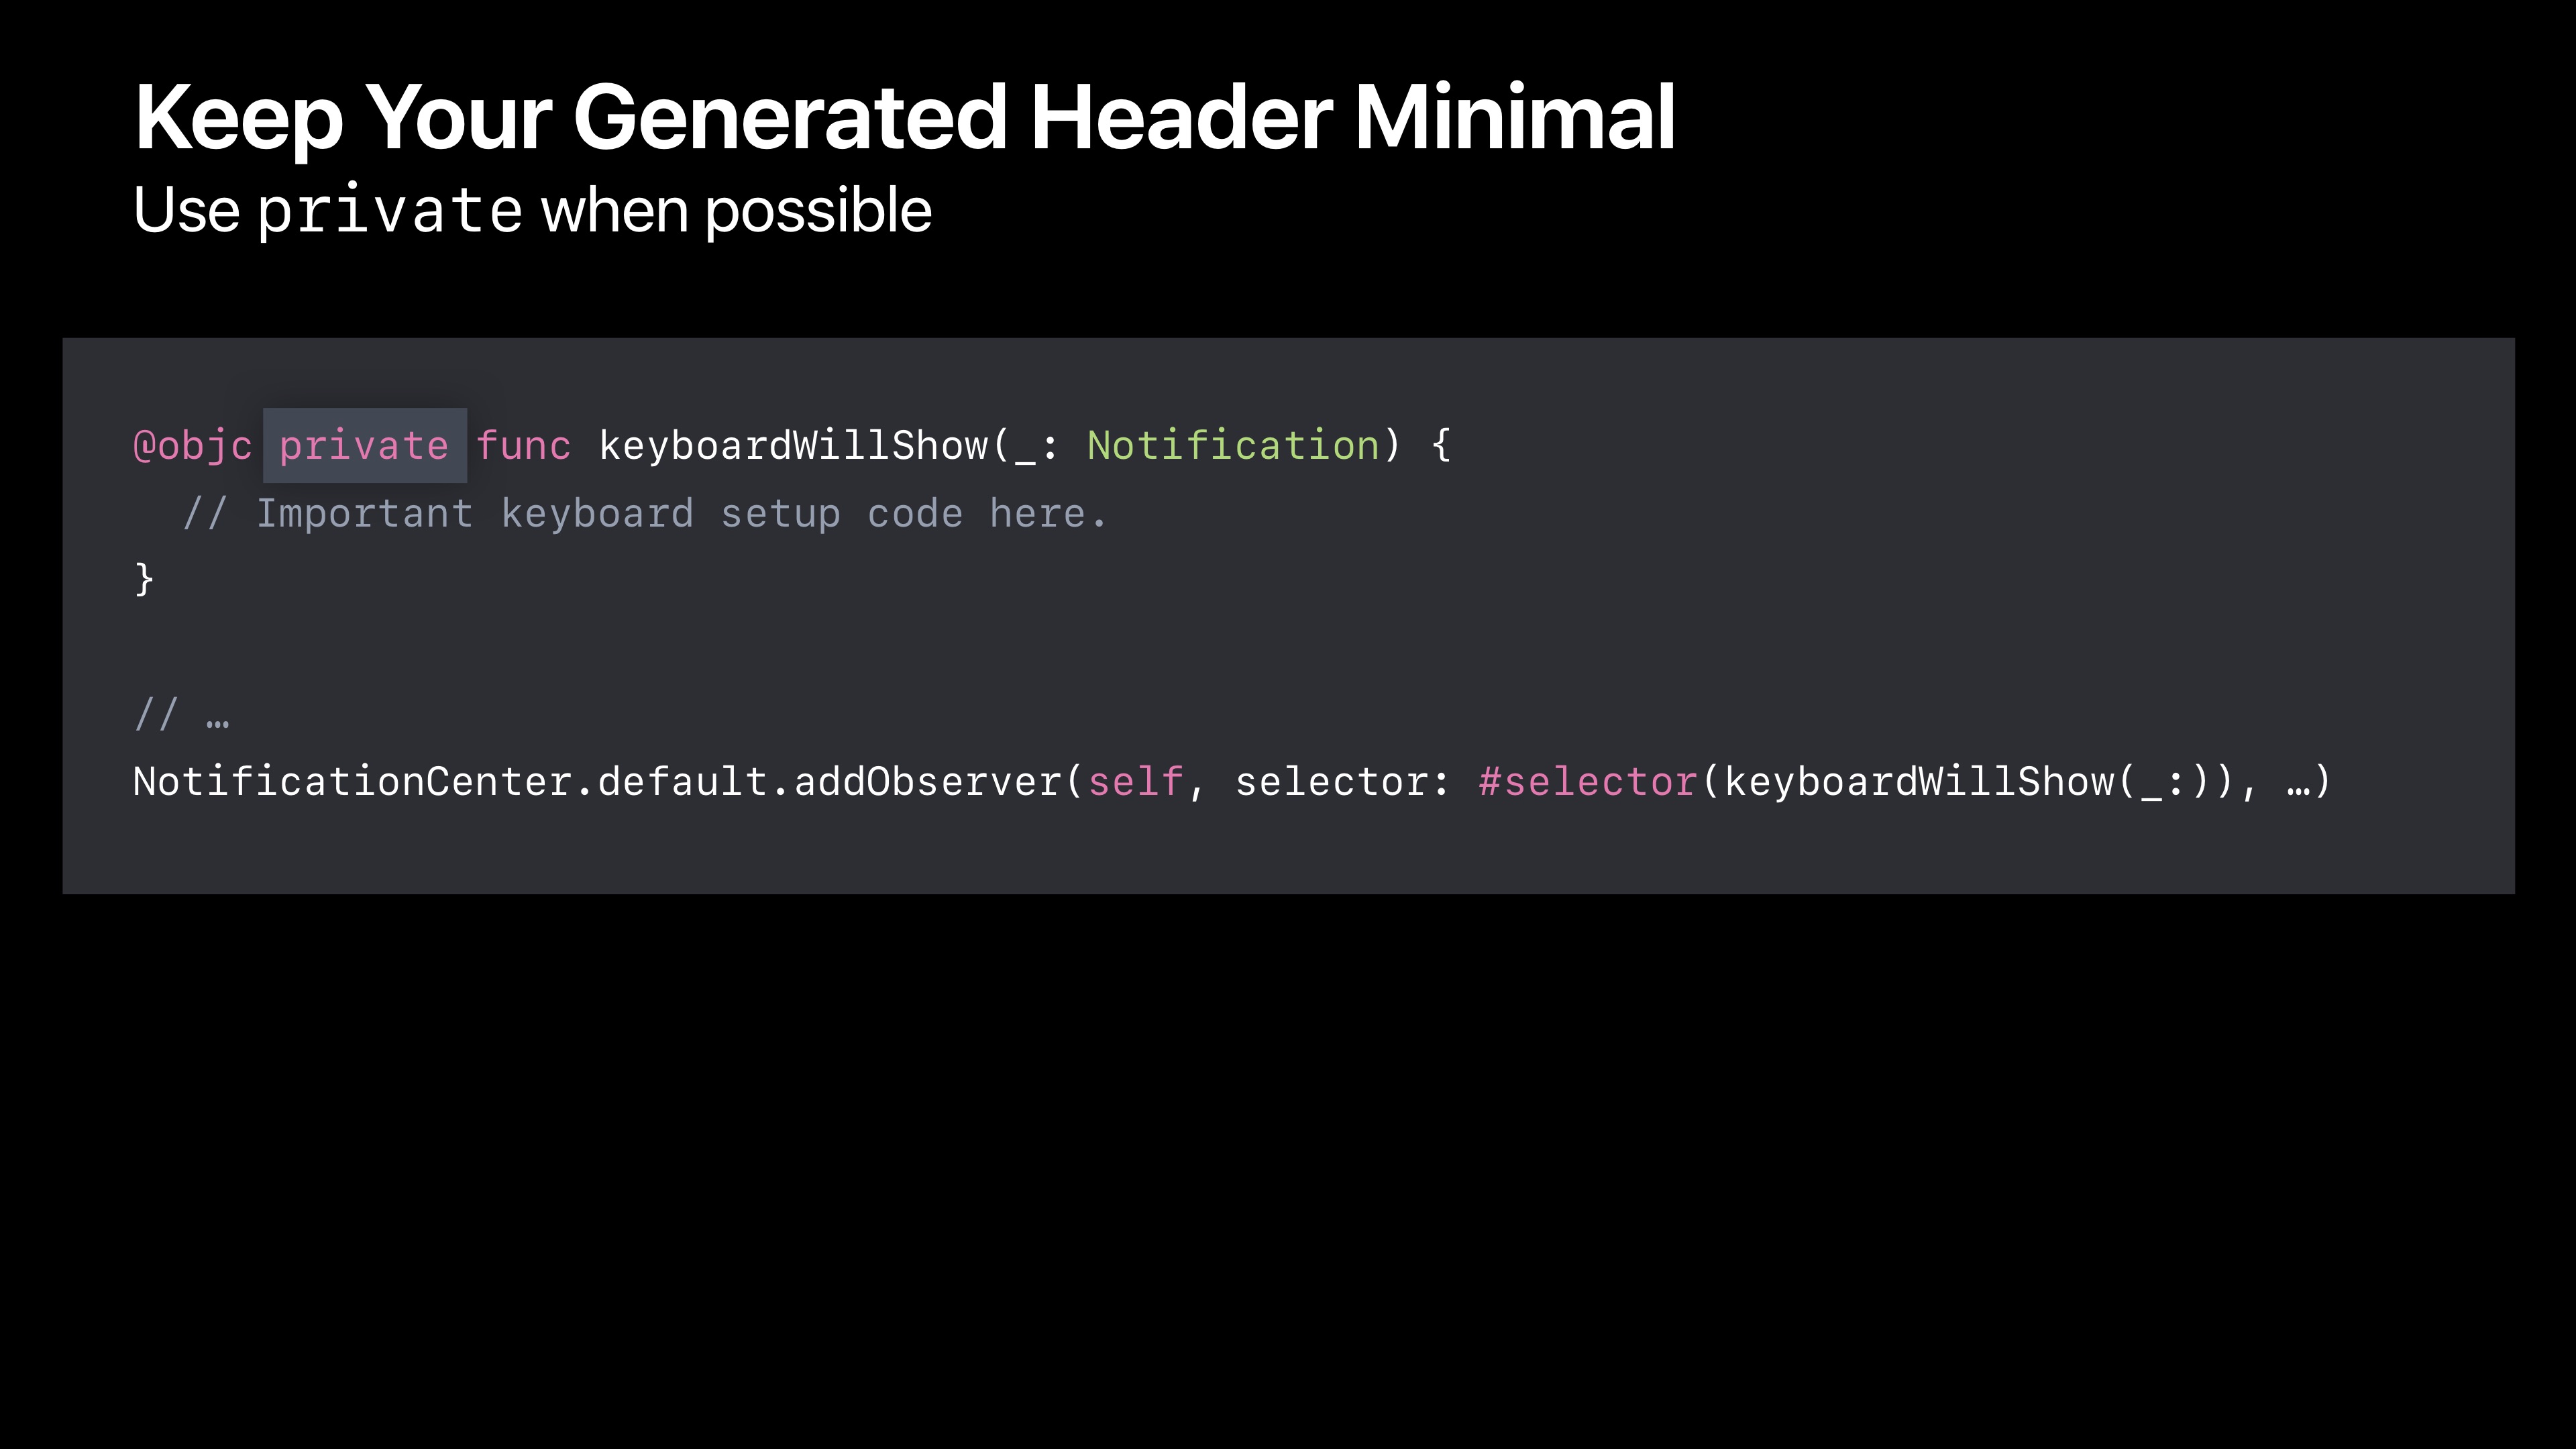 Keep Your Generated Header Minimal
Use private when possible
@objc private func keyboardWillShow(_: Notification) {
  // Important keyboard setup code here.
}
// …
NotificationCenter.default.addObserver(self, selector: #selector(keyboardWillShow(_:)), …)